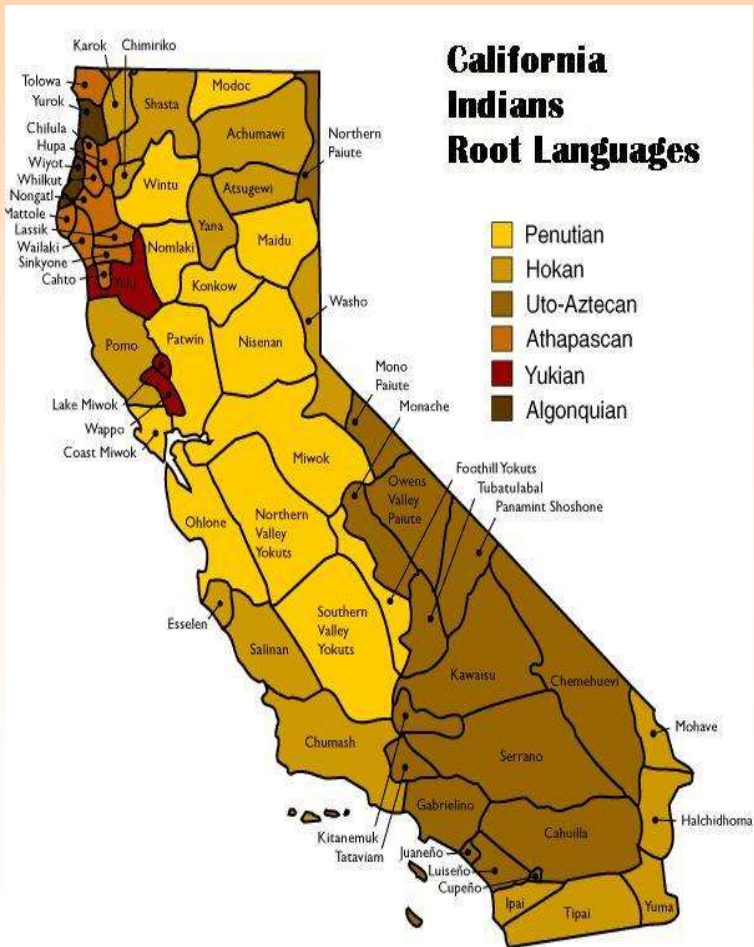 California
Indians
Root Languages
Penutian
Hokan
Uto-Aztecan
Athapascan
Yukian
Algonquian
Karok
Chimiriko
Tolowa
Yurok
Chilula
Hupa
Wiyot
Whilkut
Nongatl
Mattole
Lassik
Wailaki
Sinkyone
Cahto
Shasta
Modoc
Achumawi
Northern
Paiute
Wintu
Atsugewi
Yana
Nomlaki
Maidu
Konkow
Yuki
Washo
Pomo
Patwin
Nisenan
Lake Miwok
Wappo
Coast Miwok
Mono
Paiute
Monache
Miwok
Foothill Yokuts
Tubatulabal
Panamint Shoshone
Owens
Valley
Paiute
Ohlone
Northern
Valley
Yokuts
Esselen
Salinan
Southern
Valley
Yokuts
Kawaisu
Chemehuevi
Mohave
Chumash
Serrano
Gabrielino
Halchidhoma
Kitanemuk
Tataviam
Cahuilla
Juaneño
Luiseño
Cupeño
Ipai
Tipai
Yuma